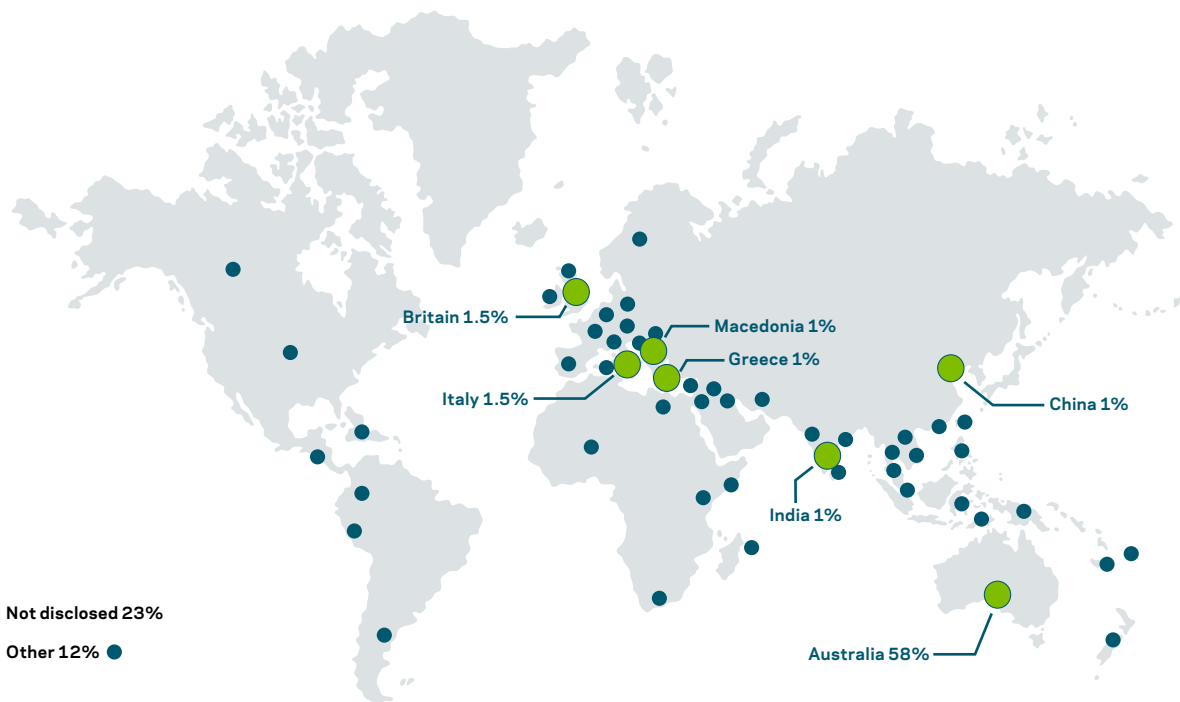 Britain 1.5%
Macedonia 1%
Greece 1%
Italy 1.5%
China 1%
India 1%
Not disclosed 23%
Other 12%
Australia 58%